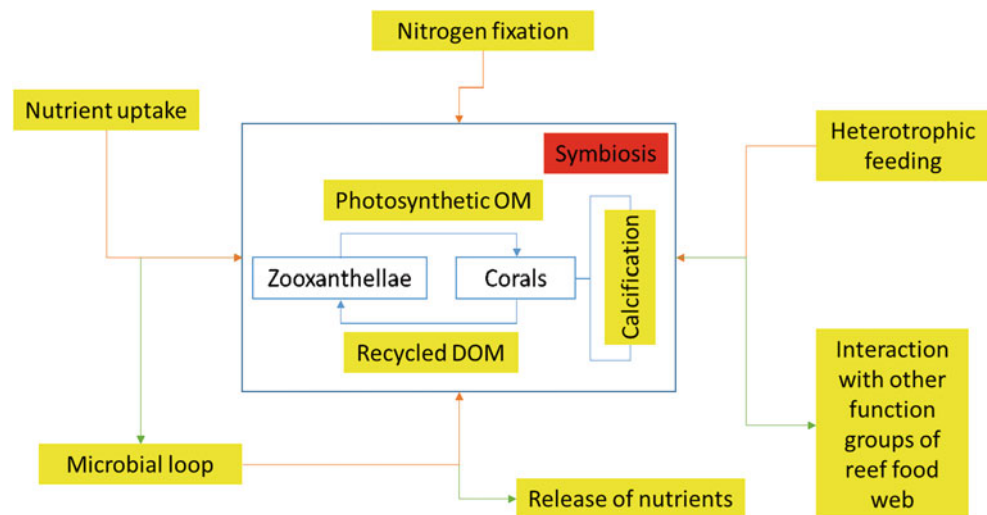 Nitrogen fixation
Nutrient uptake
Heterotrophic
feeding
Symbiosis
Photosynthetic OM
Zooxanthellae
Corals
Calcification
Recycled DOM
Interaction
with other
function
groups of
reef food
web
Microbial loop
Release of nutrients